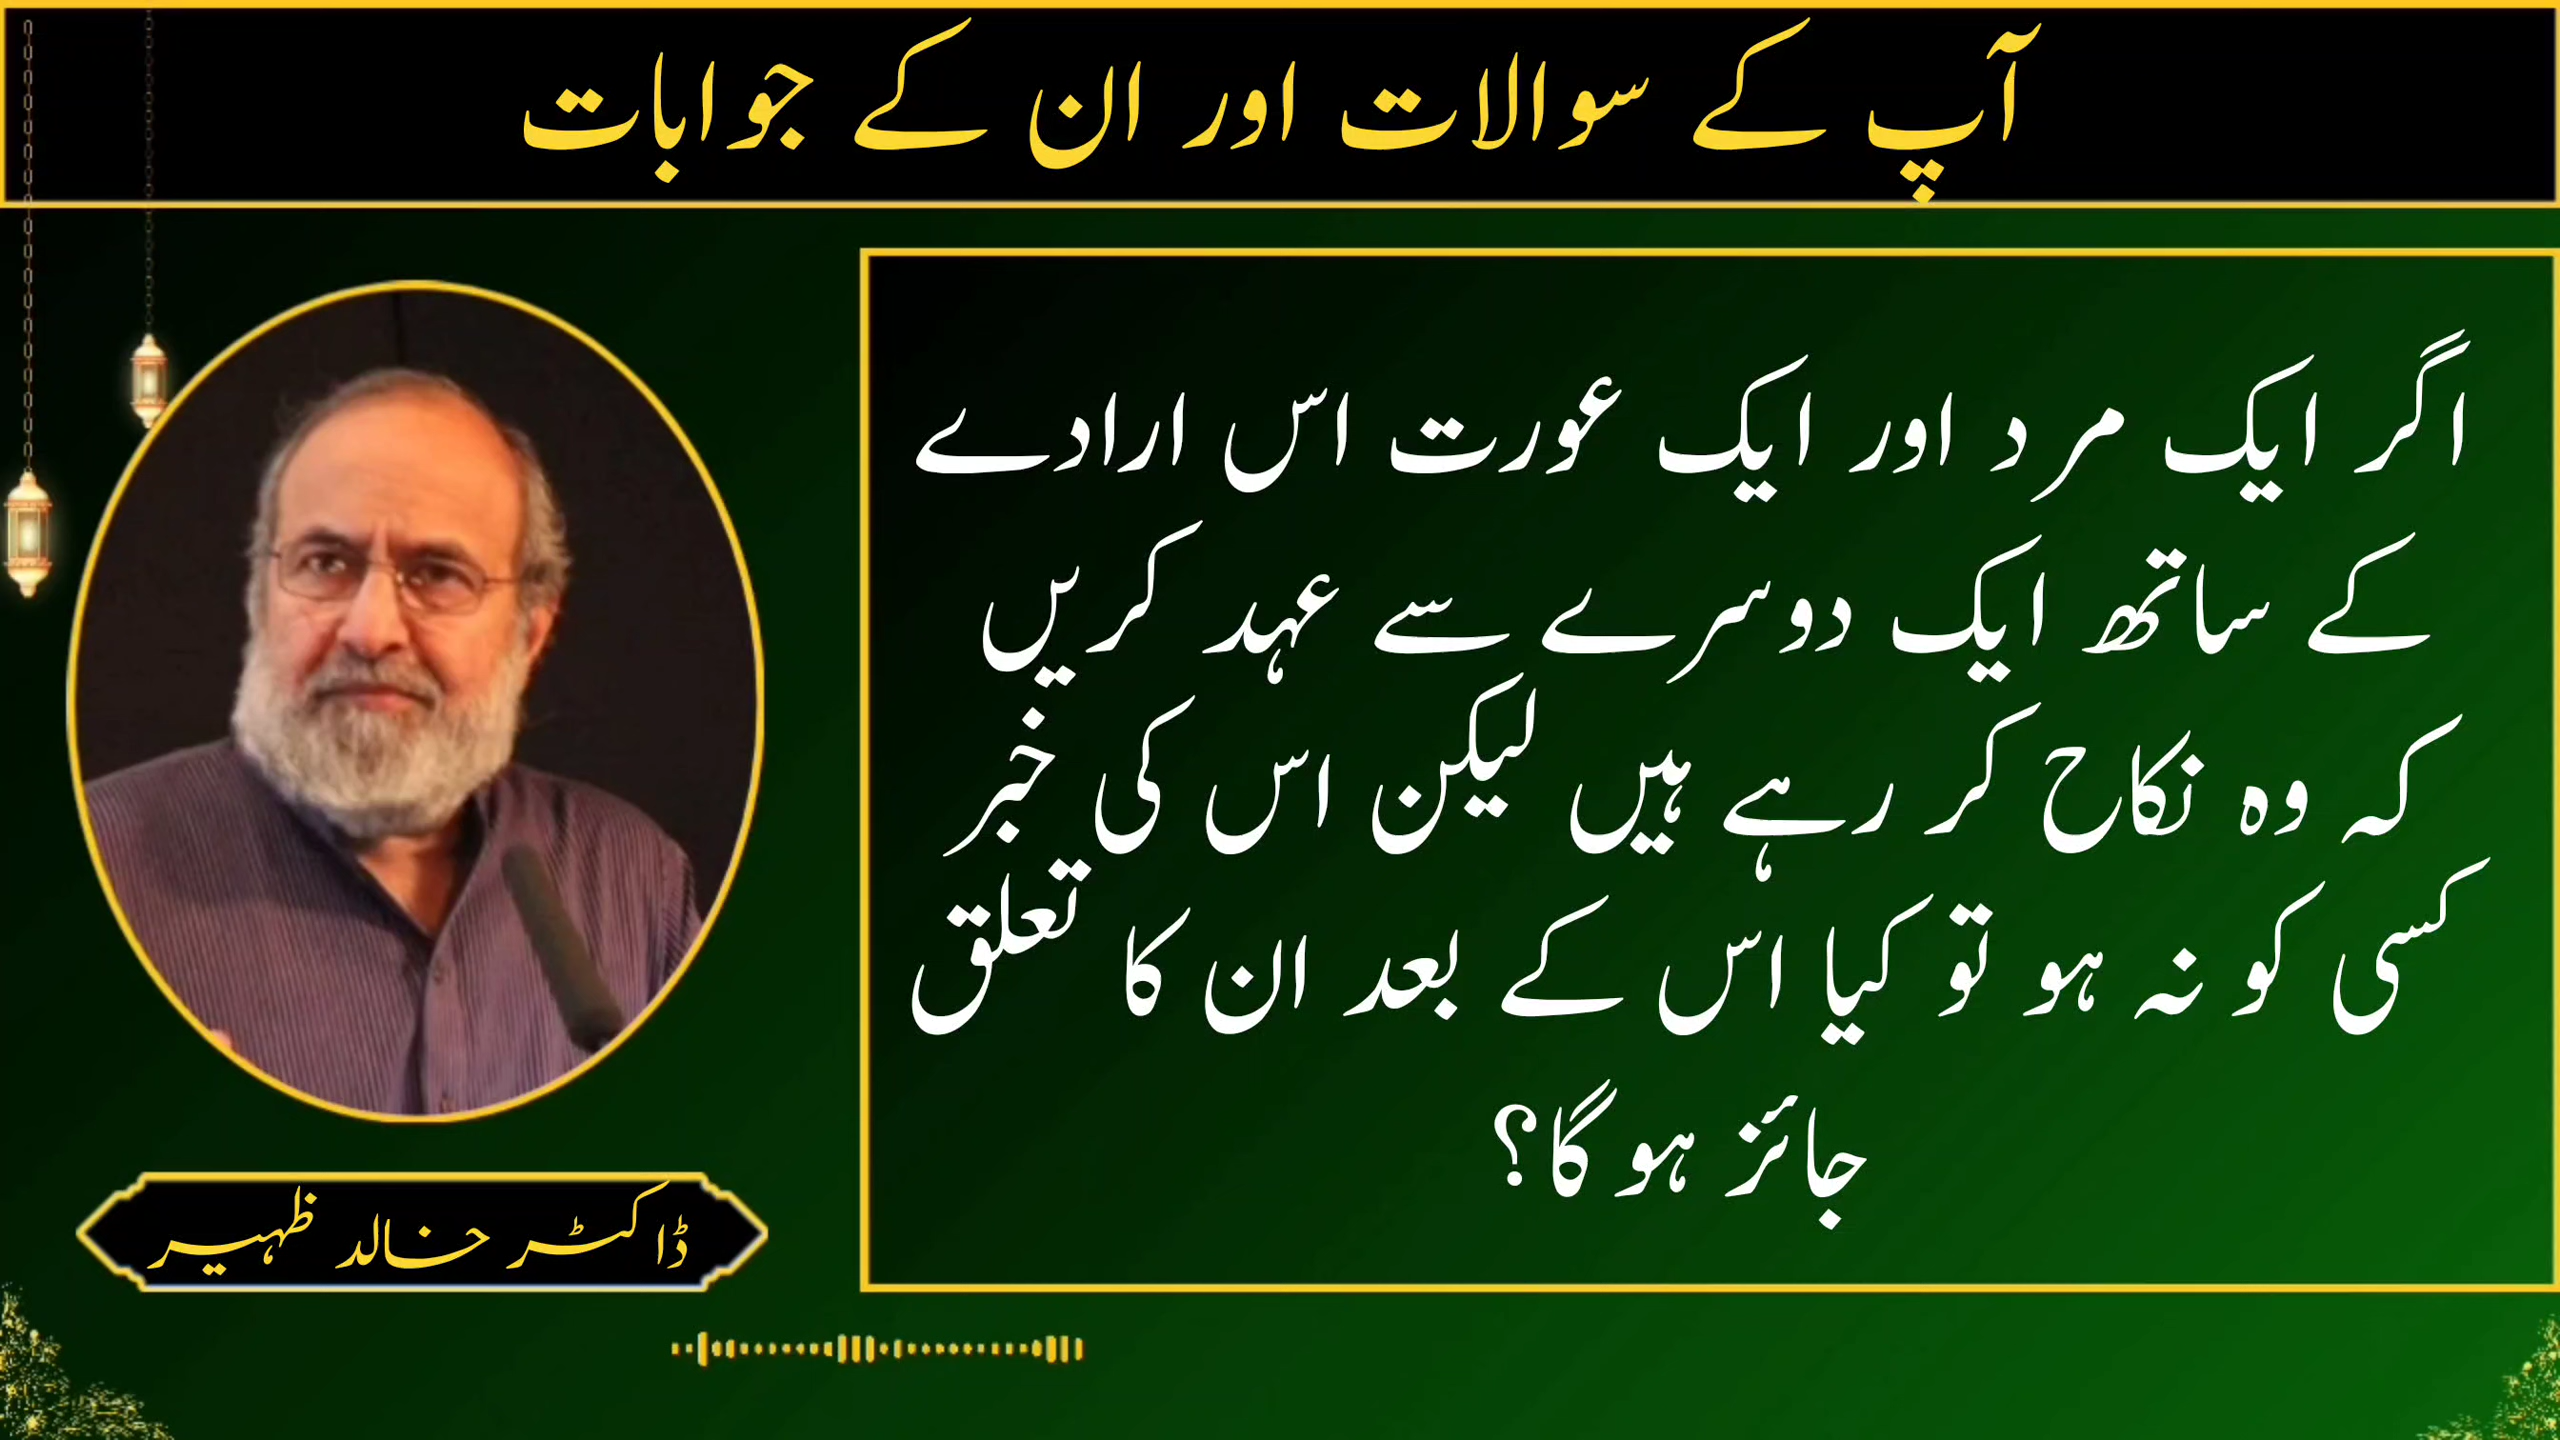 آپ کے سوالات اور ان کے جوابات
اگر ایک مرد اور ایک عورت اس ارادے
کے ساتھ ایک دوسرے سے عہد کریں
کہ وہ نکاح کر رہے ہیں لیکن اس کی خبر
کسی کو نہ ہو تو کیا اس کے بعد ان کا تعلق
جائز ہو گا؟
ڈاکٹر خالد ظہیر